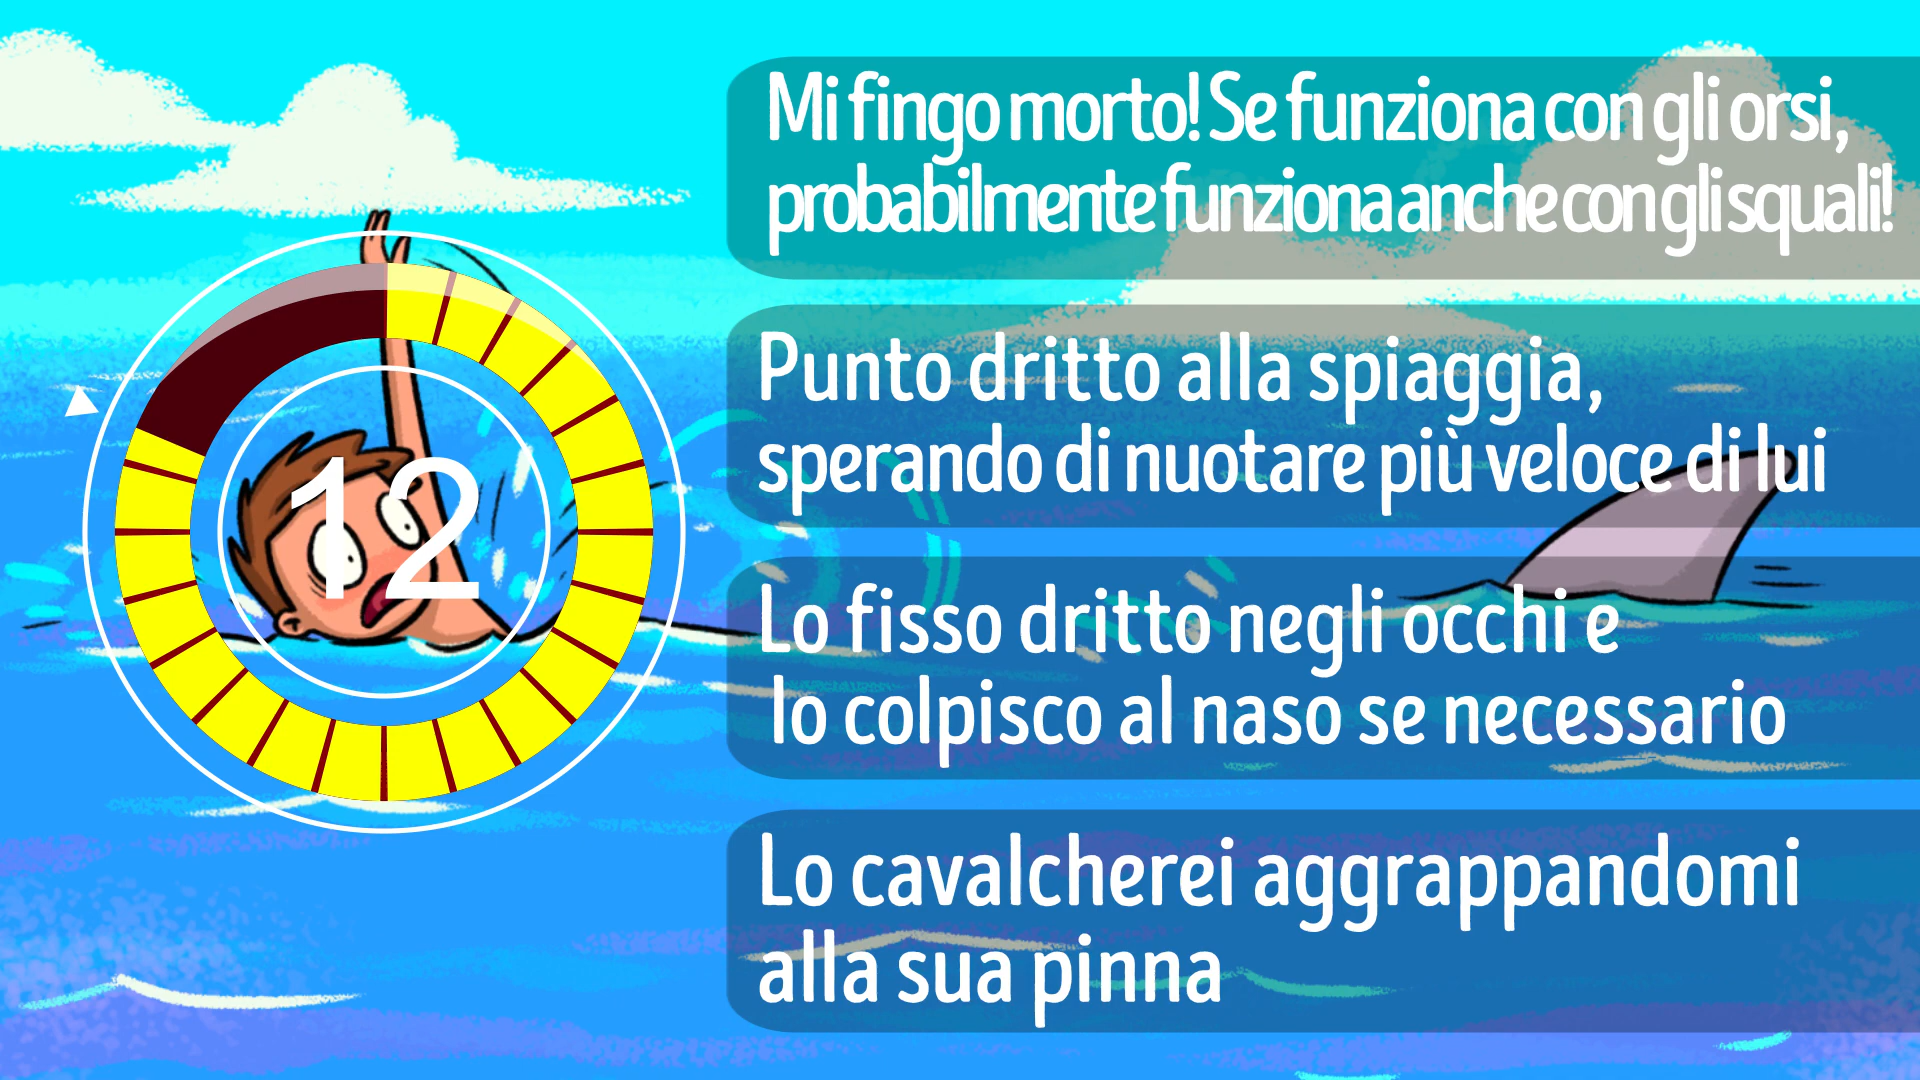 Mi fingo morto! Se funziona con gli orsi,
probabilmente funziona anche con gli squali!
Punto dritto alla spiaggia,
sperando di nuotare più veloce di lui
12
Lo fisso dritto negli occhi e
lo colpisco al naso se necessario
Lo cavalcherei aggrappandomi
alla sua pinna